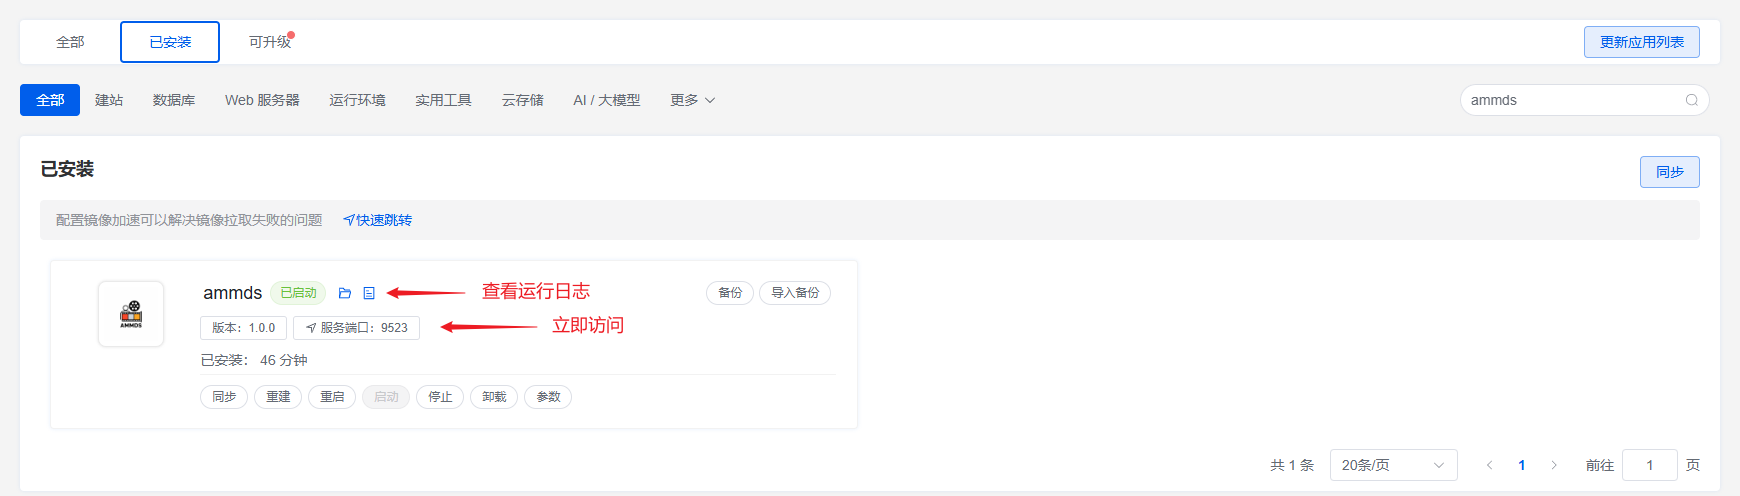 全部 已安装 可升级 更新应用列表
全部 建站 数据库 Web 服务器 运行环境 实用工具 云存储 AI / 大模型 更多 ammds
已安装 同步
配置镜像加速可以解决镜像拉取失败的问题 快速跳转
ammds 已启动 查看运行日志 备份 导入备份
AMMDS
版本：1.0.0 服务端口：9523 立即访问
已安装： 46 分钟
同步 重建 重启 启动 停止 卸载 参数
共 1 条 20条/页 1 前往 1 页